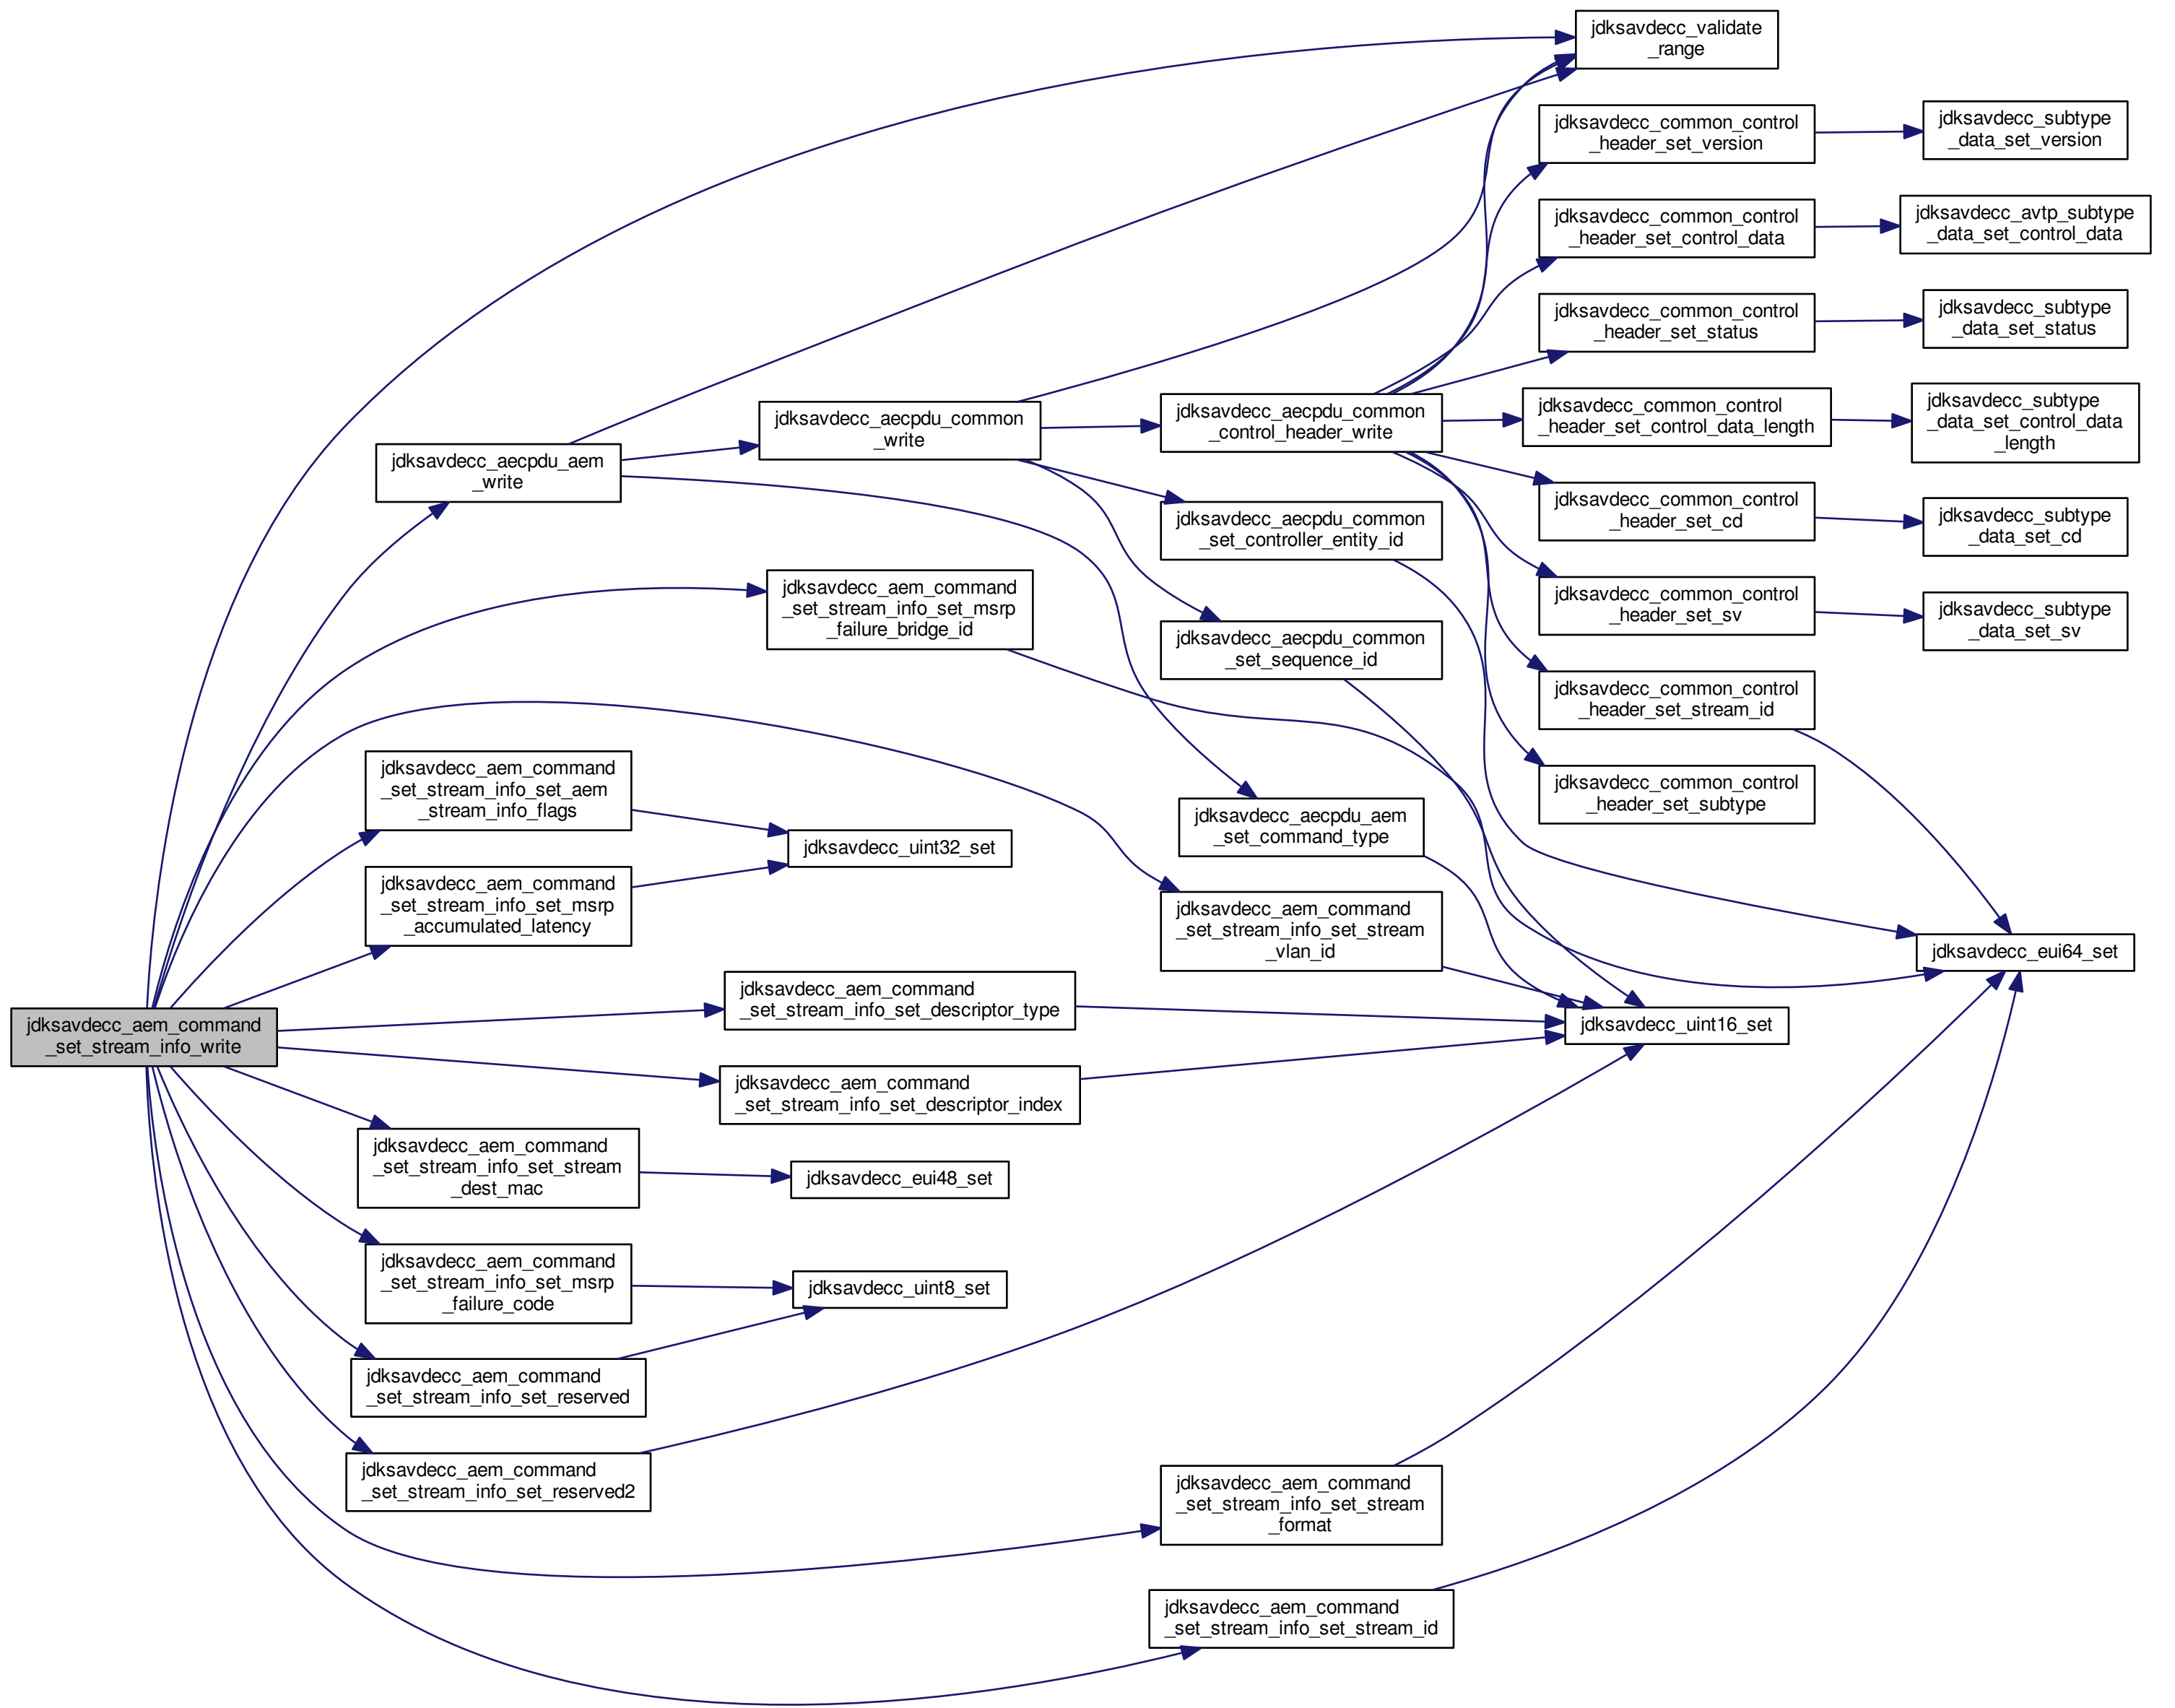 jdksavdecc_aem_command
_set_stream_info_write
jdksavdecc_aecpdu_aem
_write
jdksavdecc_aem_command
_set_stream_info_set_aem
_stream_info_flags
jdksavdecc_aem_command
_set_stream_info_set_msrp
_accumulated_latency
jdksavdecc_aem_command
_set_stream_info_set_stream
_dest_mac
jdksavdecc_aem_command
_set_stream_info_set_msrp
_failure_code
jdksavdecc_aem_command
_set_stream_info_set_reserved
jdksavdecc_aem_command
_set_stream_info_set_reserved2
jdksavdecc_aecpdu_common
_write
jdksavdecc_aem_command
_set_stream_info_set_msrp
_failure_bridge_id
jdksavdecc_uint32_set
jdksavdecc_aem_command
_set_stream_info_set_descriptor_type
jdksavdecc_aem_command
_set_stream_info_set_descriptor_index
jdksavdecc_eui48_set
jdksavdecc_uint8_set
jdksavdecc_aecpdu_common
_control_header_write
jdksavdecc_aecpdu_common
_set_controller_entity_id
jdksavdecc_aecpdu_common
_set_sequence_id
jdksavdecc_aecpdu_aem
_set_command_type
jdksavdecc_aem_command
_set_stream_info_set_stream
_vlan_id
jdksavdecc_aem_command
_set_stream_info_set_stream
_format
jdksavdecc_aem_command
_set_stream_info_set_stream_id
jdksavdecc_validate
_range
jdksavdecc_common_control
_header_set_version
jdksavdecc_common_control
_header_set_control_data
jdksavdecc_common_control
_header_set_status
jdksavdecc_common_control
_header_set_control_data_length
jdksavdecc_common_control
_header_set_cd
jdksavdecc_common_control
_header_set_sv
jdksavdecc_common_control
_header_set_stream_id
jdksavdecc_common_control
_header_set_subtype
jdksavdecc_uint16_set
jdksavdecc_subtype
_data_set_version
jdksavdecc_avtp_subtype
_data_set_control_data
jdksavdecc_subtype
_data_set_status
jdksavdecc_subtype
_data_set_control_data
_length
jdksavdecc_subtype
_data_set_cd
jdksavdecc_subtype
_data_set_sv
jdksavdecc_eui64_set